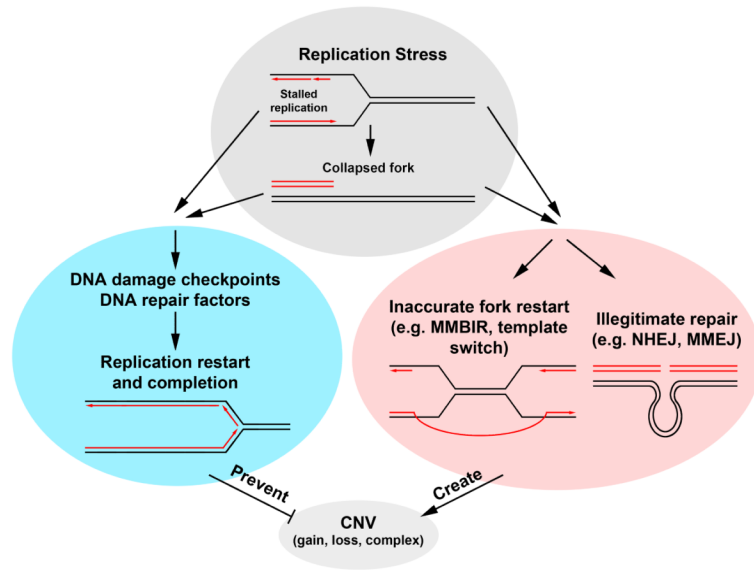 Replication Stress
Stalled
replication
Collapsed fork
DNA damage checkpoints
DNA repair factors
Replication restart
and completion
Inaccurate fork restart
(e.g. MMBIR, template
switch)
Illegitimate repair
(e.g. NHEJ, MMEJ)
Prevent
Create
CNV
(gain, loss, complex)